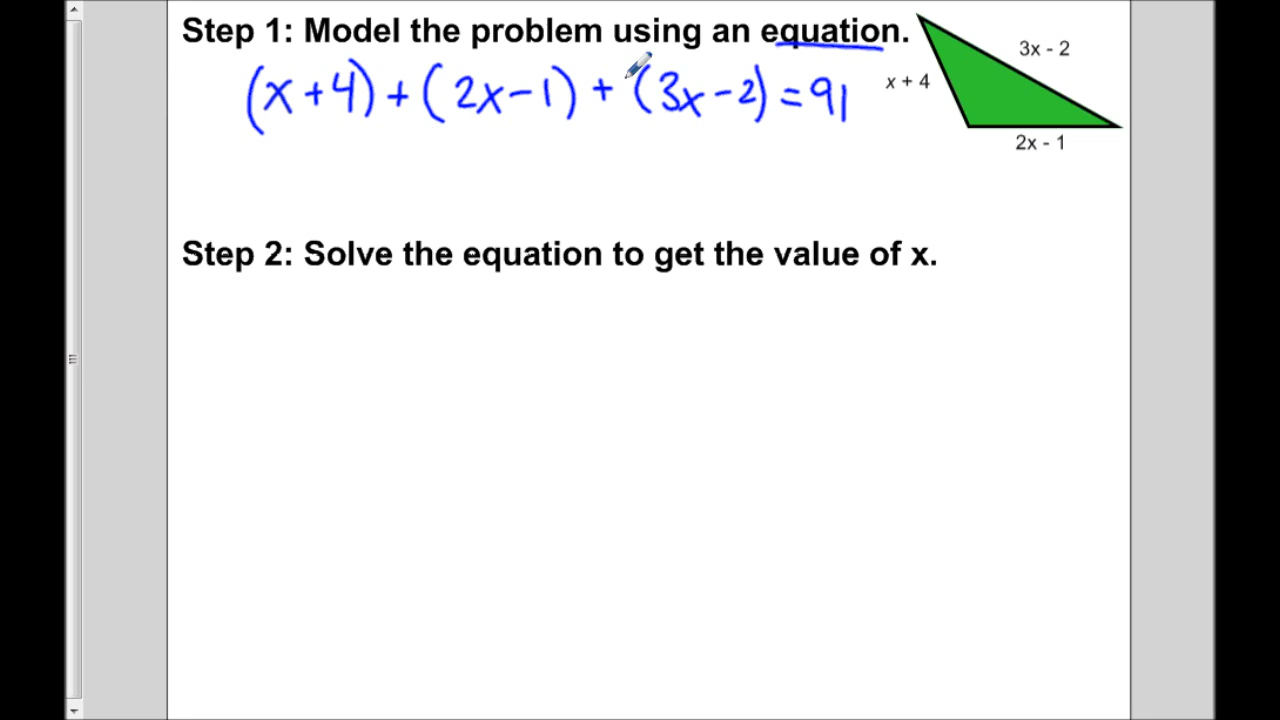 Step 1: Model the problem using an equation.
3x - 2
x + 4
(x+4)+(2x-1)+(3x-2)=91
2x - 1
Step 2: Solve the equation to get the value of x.